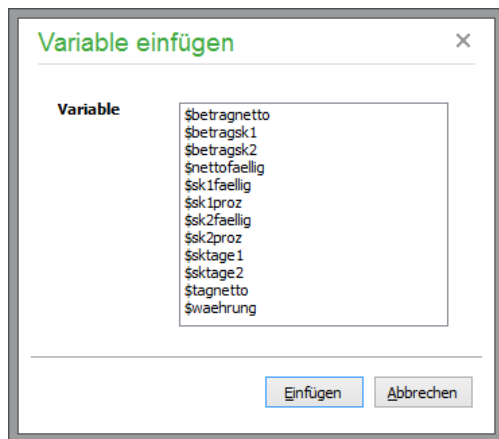 Variable einfügen
Variable
$betragnetto
$betragsk1
$betragsk2
$nettofaellig
$sk1faellig
$sk1proz
$sk2faellig
$sk2proz
$sktage1
$sktage2
$tagnetto
$waehrung
Einfügen Abbrechen